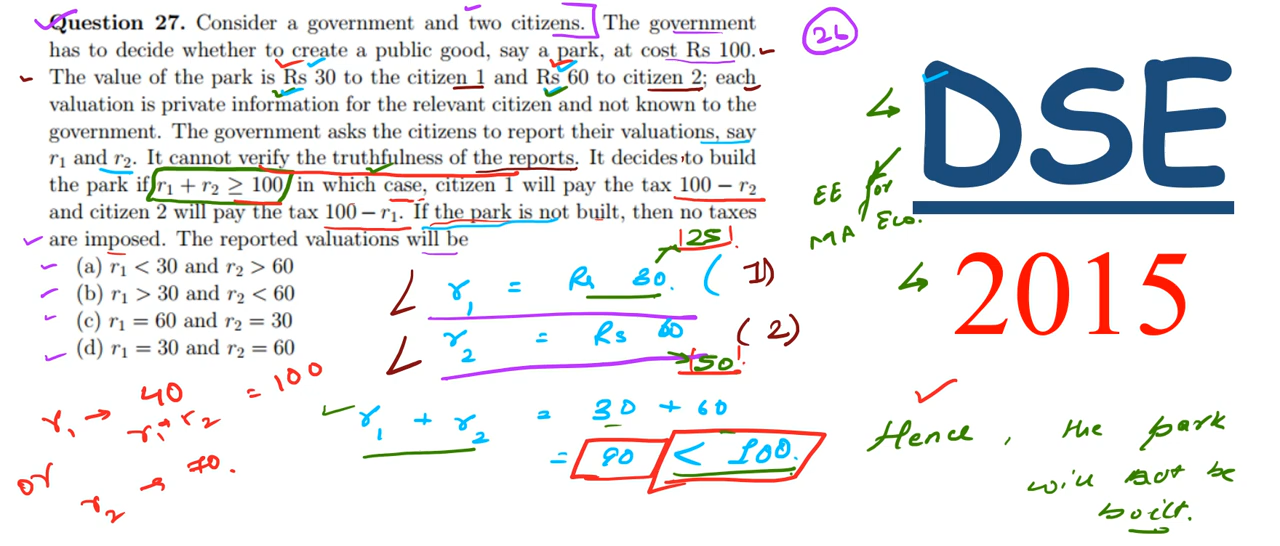 Question 27. Consider a government and two citizens. The government
has to decide whether to create a public good, say a park, at cost Rs 100.
The value of the park is Rs 30 to the citizen 1 and Rs 60 to citizen 2; each
valuation is private information for the relevant citizen and not known to the
government. The government asks the citizens to report their valuations, say
r₁ and r₂. It cannot verify the truthfulness of the reports. It decides to build
the park if r₁ + r₂ ≥ 100 in which case, citizen 1 will pay the tax 100 − r₂
and citizen 2 will pay the tax 100 − r₁. If the park is not built, then no taxes
are imposed. The reported valuations will be
(a) r₁ < 30 and r₂ > 60
(b) r₁ > 30 and r₂ < 60
(c) r₁ = 60 and r₂ = 30
(d) r₁ = 30 and r₂ = 60
26
DSE
2015
EE for
or
MA Eco.
25
r₁ = Rs 30. (1)
r₂ = Rs 60 (2)
50
r₁ + r₂ = 30 + 60
= 90 < 100.
r₁ → 40
r₁ + r₂ = 100
or
r₂ → 70.
Hence, the park
will not be
built.